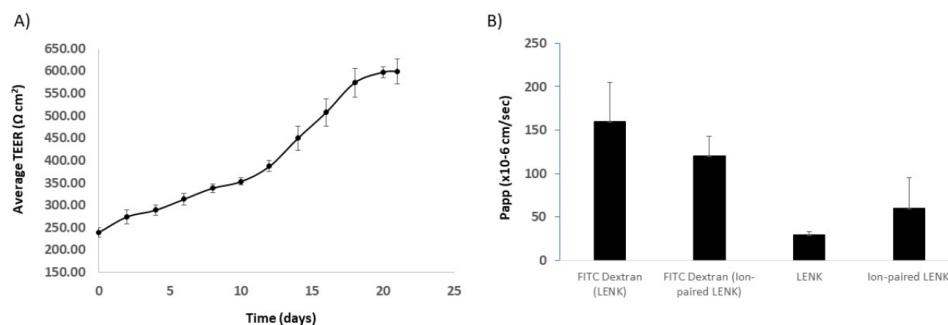 A)
650.00
600.00
550.00
500.00
450.00
400.00
350.00
300.00
250.00
200.00
150.00
Average TEER (Ω cm²)
0 5 10 15 20 25
Time (days)
B)
250
200
150
100
50
0
Papp (x10-6 cm/sec)
FITC Dextran
(LENK)
FITC Dextran (Ion-
paired LENK)
LENK
Ion-paired LENK